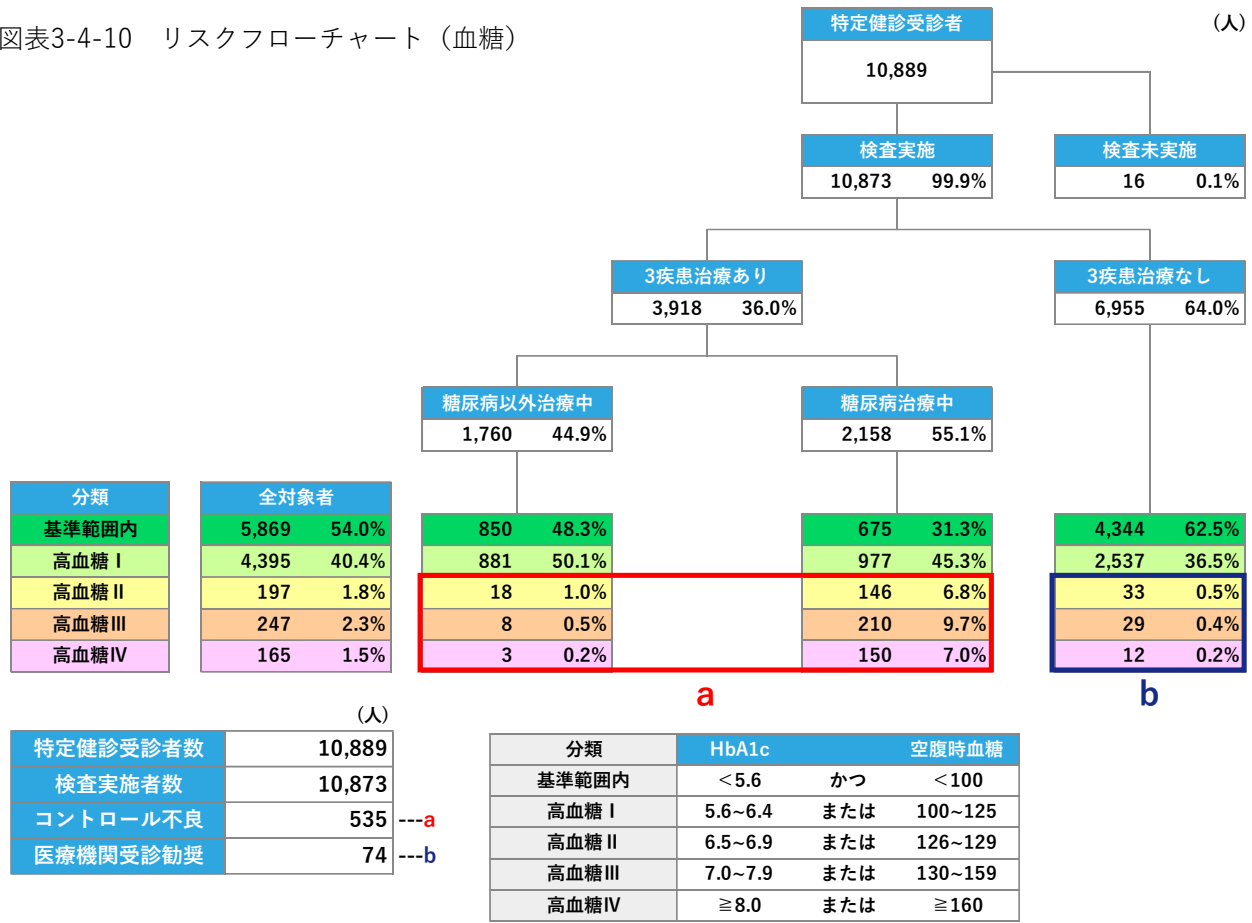 図表3-4-10　リスクフローチャート（血糖）
特定健診受診者
（人）
10,889
検査実施 検査未実施
10,873 99.9% 16 0.1%
3疾患治療あり 3疾患治療なし
3,918 36.0% 6,955 64.0%
糖尿病以外治療中 糖尿病治療中
1,760 44.9% 2,158 55.1%
分類 全対象者
基準範囲内 5,869 54.0% 850 48.3% 675 31.3% 4,344 62.5%
高血糖Ⅰ 4,395 40.4% 881 50.1% 977 45.3% 2,537 36.5%
高血糖Ⅱ 197 1.8% 18 1.0% 146 6.8% 33 0.5%
高血糖Ⅲ 247 2.3% 8 0.5% 210 9.7% 29 0.4%
高血糖Ⅳ 165 1.5% 3 0.2% 150 7.0% 12 0.2%
a b
（人）
特定健診受診者数 10,889
検査実施者数 10,873
コントロール不良 535 ---a
医療機関受診勧奨 74 ---b
分類 HbA1c 空腹時血糖
基準範囲内 ＜5.6 かつ ＜100
高血糖Ⅰ 5.6~6.4 または 100~125
高血糖Ⅱ 6.5~6.9 または 126~129
高血糖Ⅲ 7.0~7.9 または 130~159
高血糖Ⅳ ≧8.0 または ≧160